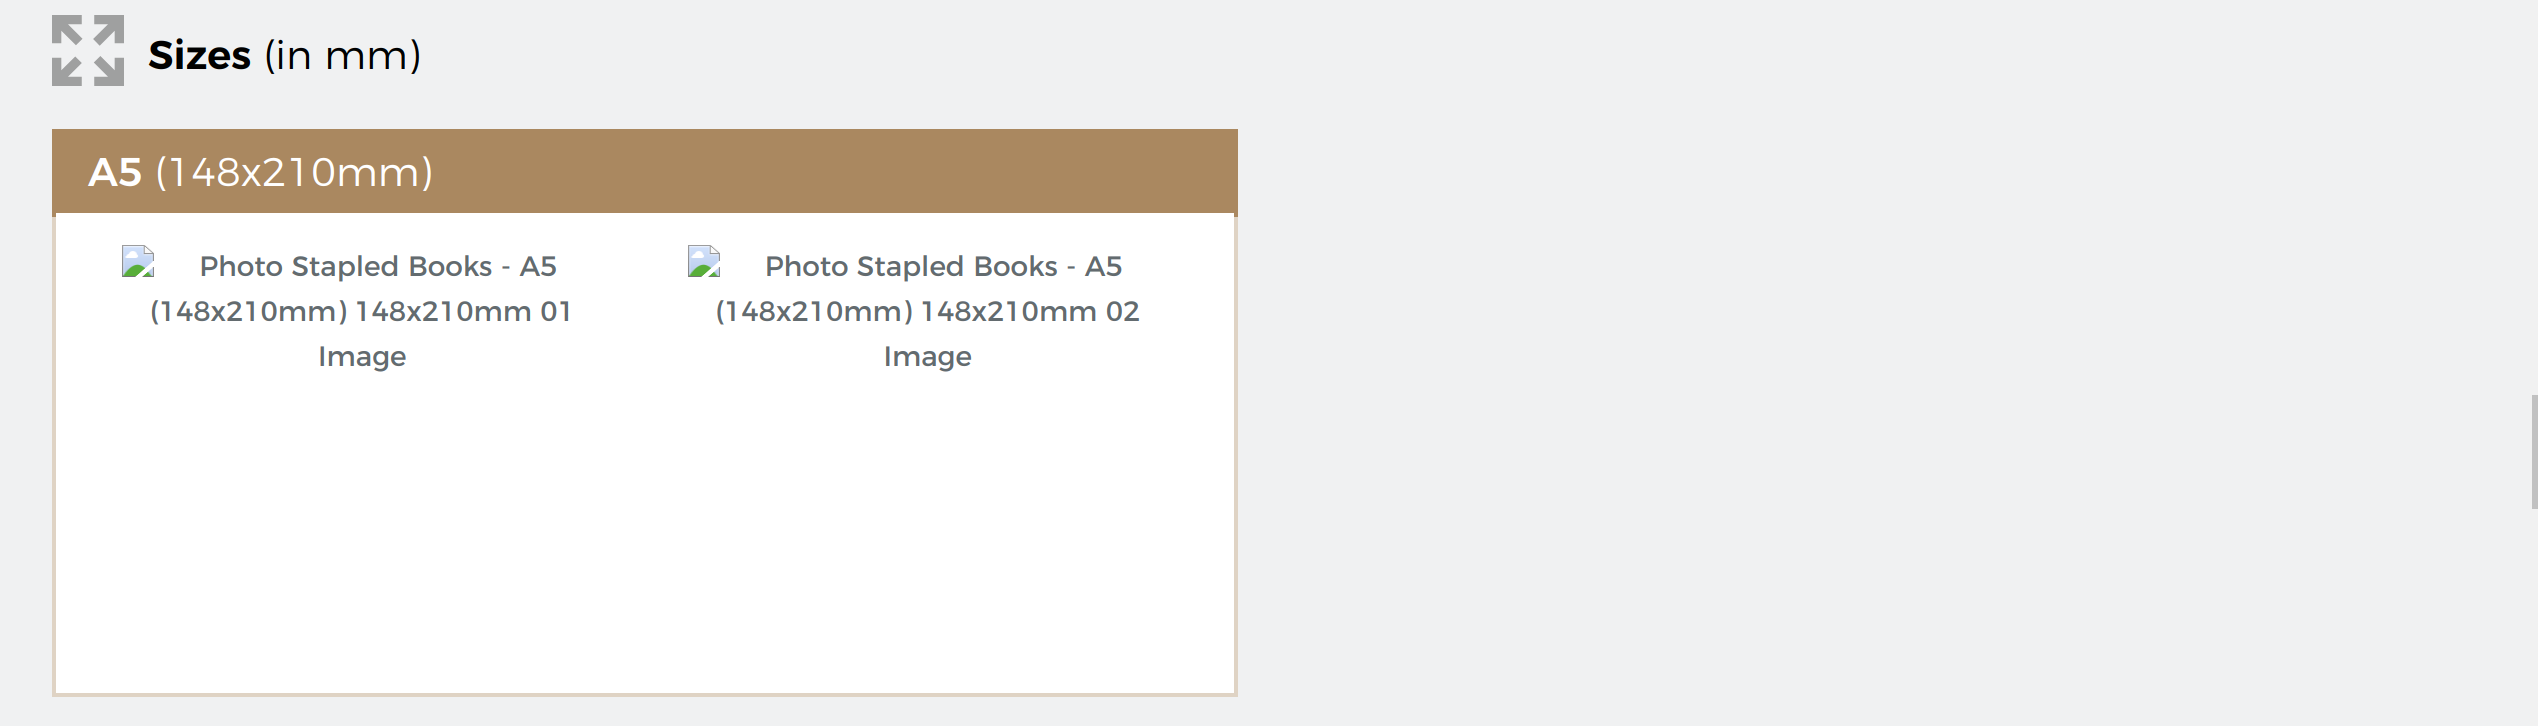 Sizes (in mm)
A5 (148x210mm)
Photo Stapled Books - A5
(148x210mm) 148x210mm 01
Image
Photo Stapled Books - A5
(148x210mm) 148x210mm 02
Image